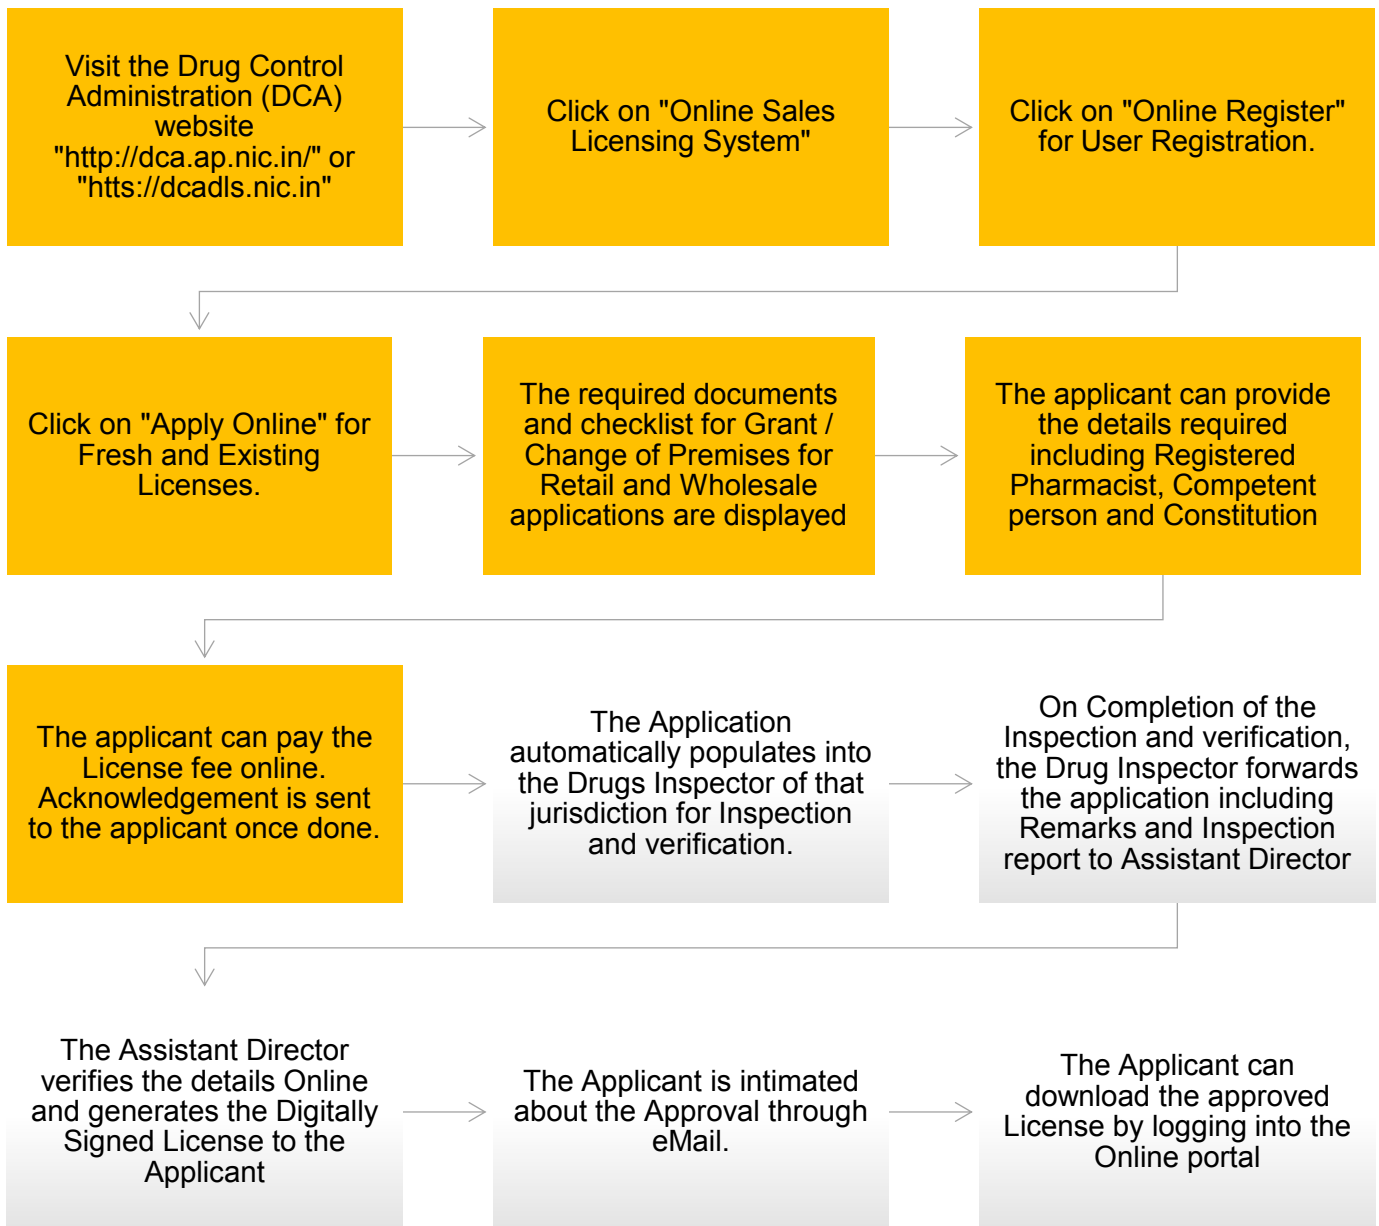 Visit the Drug Control
Administration (DCA)
website
"http://dca.ap.nic.in/" or
"htts://dcadls.nic.in"
Click on "Online Sales
Licensing System"
Click on "Online Register"
for User Registration.
Click on "Apply Online" for
Fresh and Existing
Licenses.
The required documents
and checklist for Grant /
Change of Premises for
Retail and Wholesale
applications are displayed
The applicant can provide
the details required
including Registered
Pharmacist, Competent
person and Constitution
The applicant can pay the
License fee online.
Acknowledgement is sent
to the applicant once done.
The Application
automatically populates into
the Drugs Inspector of that
jurisdiction for Inspection
and verification.
On Completion of the
Inspection and verification,
the Drug Inspector forwards
the application including
Remarks and Inspection
report to Assistant Director
The Assistant Director
verifies the details Online
and generates the Digitally
Signed License to the
Applicant
The Applicant is intimated
about the Approval through
eMail.
The Applicant can
download the approved
License by logging into the
Online portal